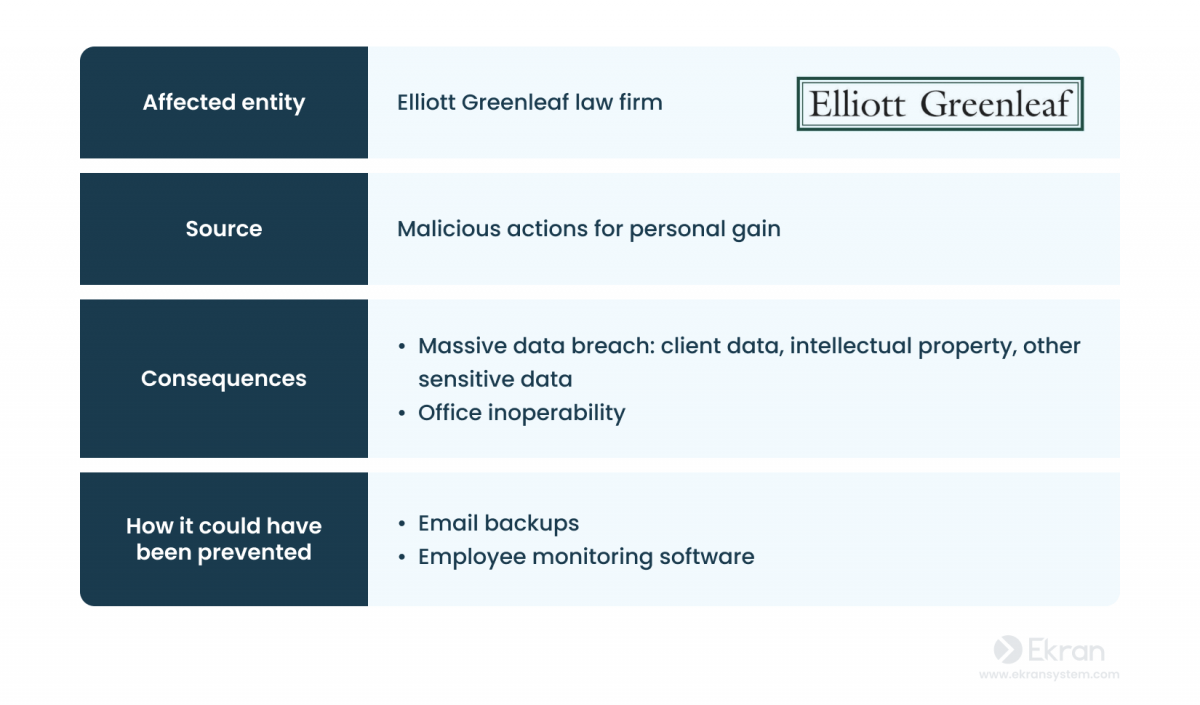 Affected entity
Elliott Greenleaf law firm
Elliott Greenleaf
Source
Malicious actions for personal gain
Consequences
• Massive data breach: client data, intellectual property, other
sensitive data
• Office inoperability
How it could have
been prevented
• Email backups
• Employee monitoring software
Ekran
www.ekransystem.com